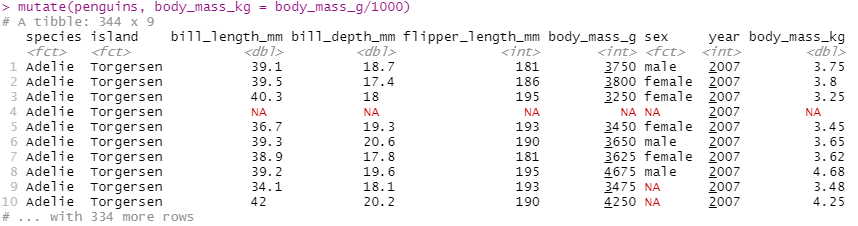 > mutate(penguins, body_mass_kg = body_mass_g/1000)
# A tibble: 344 x 9
species island bill_length_mm bill_depth_mm flipper_length_mm body_mass_g sex year body_mass_kg
<fct> <fct> <dbl> <dbl> <int> <int> <fct> <int> <dbl>
1 Adelie Torgersen 39.1 18.7 181 3750 male 2007 3.75
2 Adelie Torgersen 39.5 17.4 186 3800 female 2007 3.8
3 Adelie Torgersen 40.3 18 195 3250 female 2007 3.25
4 Adelie Torgersen NA NA NA NA NA 2007 NA
5 Adelie Torgersen 36.7 19.3 193 3450 female 2007 3.45
6 Adelie Torgersen 39.3 20.6 190 3650 male 2007 3.65
7 Adelie Torgersen 38.9 17.8 181 3625 female 2007 3.62
8 Adelie Torgersen 39.2 19.6 195 4675 male 2007 4.68
9 Adelie Torgersen 34.1 18.1 193 3475 NA 2007 3.48
10 Adelie Torgersen 42 20.2 190 4250 NA 2007 4.25
# ... with 334 more rows